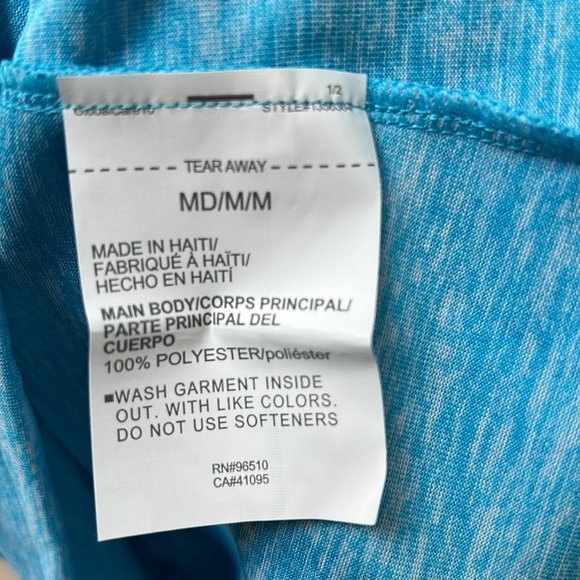 1/2
TEAR AWAY
MD/M/M
MADE IN HAITI/
FABRIQUÉ À HAÏTI/
HECHO EN HAITÍ
MAIN BODY/CORPS PRINCIPAL/
PARTE PRINCIPAL DEL
CUERPO
100% POLYESTER/poliéster
■WASH GARMENT INSIDE
OUT. WITH LIKE COLORS.
DO NOT USE SOFTENERS
RN#96510
CA#41095